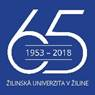 65
1953 – 2018
ŽILINSKÁ UNIVERZITA V ŽILINE